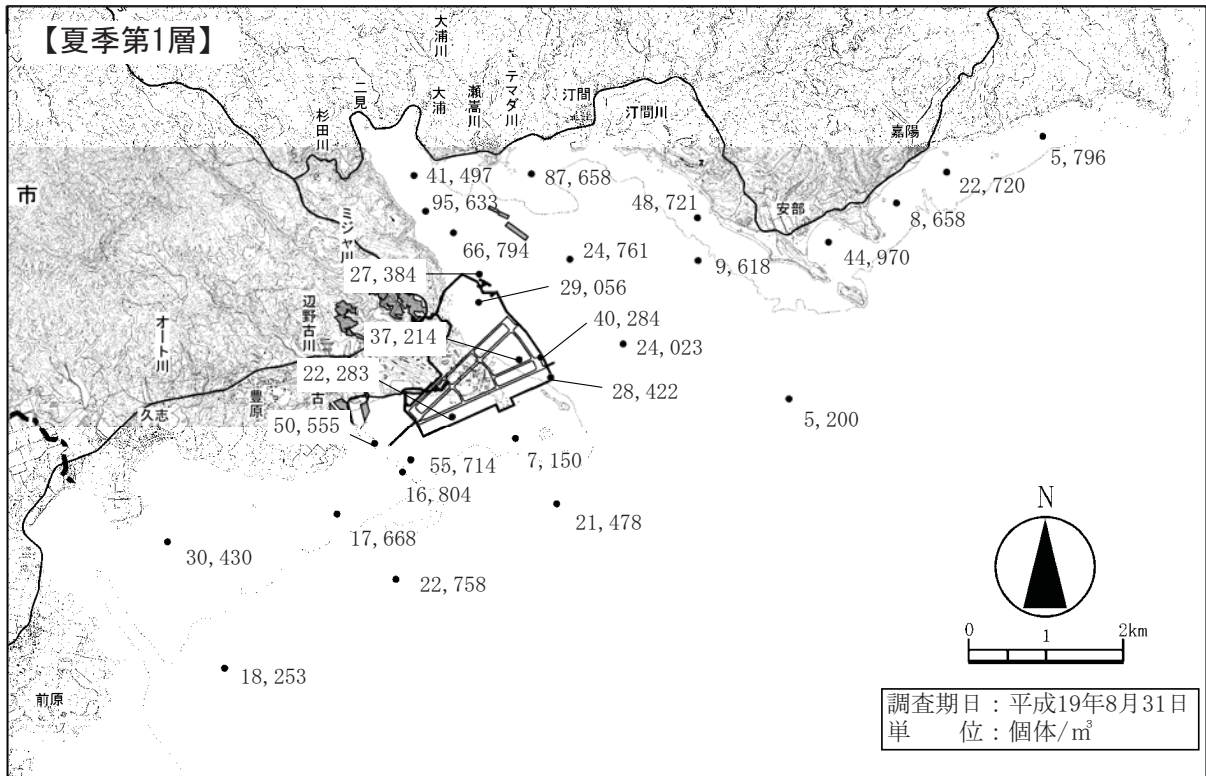 【夏季第1層】
大浦川
二見
杉田川
大浦
瀬嵩川
テマダ川
汀間
汀間川
嘉陽
安部
市
ミジャ川
辺野古川
オート川
豊原
古
久志
前原
5,796
22,720
8,658
44,970
41,497
87,658
95,633
48,721
66,794
24,761
9,618
27,384
29,056
40,284
37,214
24,023
22,283
28,422
5,200
50,555
7,150
55,714
16,804
21,478
17,668
30,430
22,758
18,253
N
0 1 2km
調査期日：平成19年8月31日
単　　位：個体/㎥